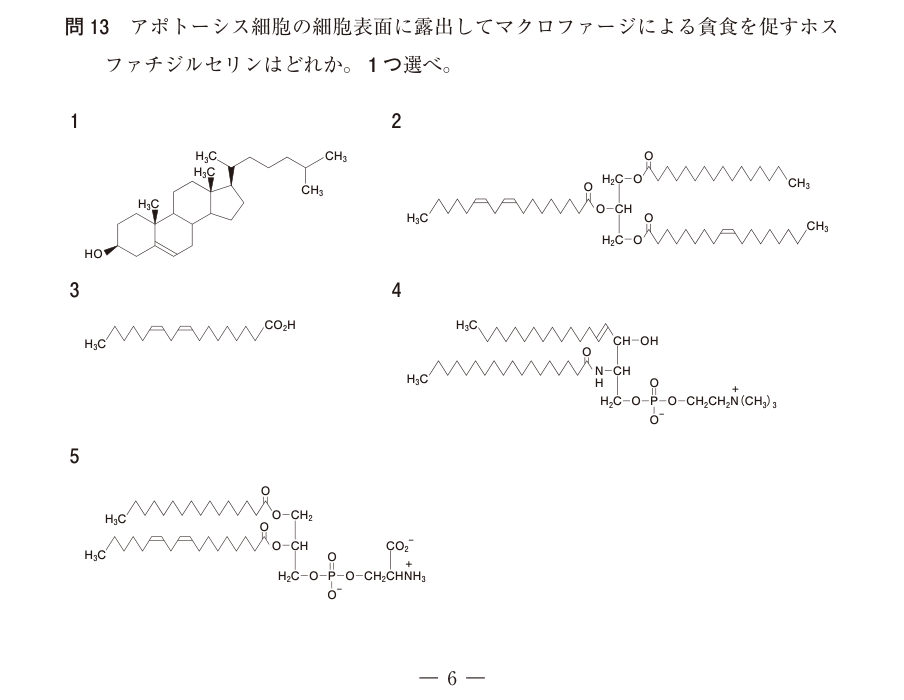 問 13 アポトーシス細胞の細胞表面に露出してマクロファージによる貪食を促すホス
ファチジルセリンはどれか。1つ選べ。
1
H₃C
CH₃
H₃C
CH₃
H₃C
HO
2
O
H₂C—O
CH₃
O
H₃C
O—CH
O
CH₃
H₂C—O
3
CO₂H
H₃C
4
H₃C
CH—OH
O
H₃C
N—CH
H
O
+
H₂C—O—P—O—CH₂CH₂N(CH₃)₃
O⁻
5
O
H₃C
O—CH₂
O
H₃C
O—CH
CO₂⁻
O
+
H₂C—O—P—O—CH₂CHNH₃
O⁻
— 6 —